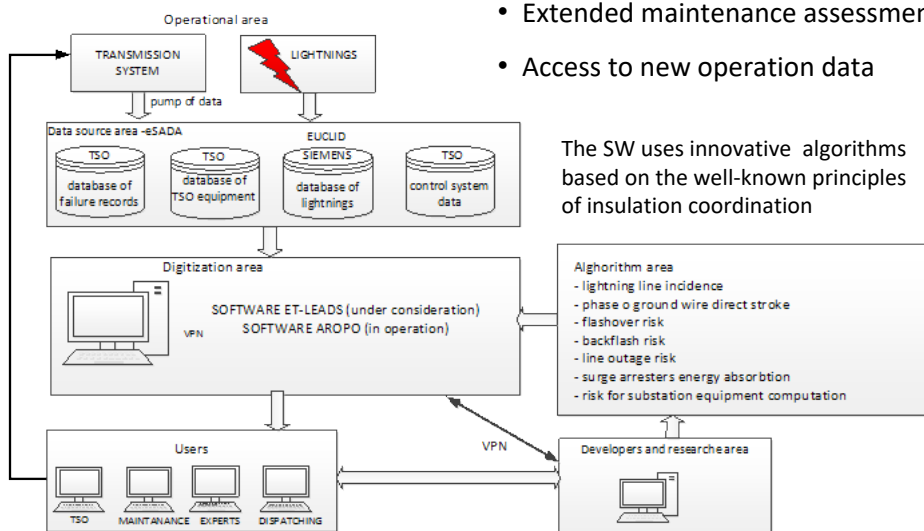 • Extended maintenance assessmen
• Access to new operation data
The SW uses innovative algorithms
based on the well-known principles
of insulation coordination
Operational area
TRANSMISSION
SYSTEM
LIGHTNINGS
pump of data
Data source area -eSADA
EUCLID
TSO
database of
failure records
TSO
database of
TSO equipment
SIEMENS
database of
lightnings
TSO
control system
data
Digitization area
SOFTWARE ET-LEADS (under consideration)
SOFTWARE AROPO (in operation)
VPN
Alghorithm area
- lightning line incidence
- phase o ground wire direct stroke
- flashover risk
- backflash risk
- line outage risk
- surge arresters energy absorbtion
- risk for substation equipment computation
Users
TSO
MAINTANANCE
EXPERTS
DISPATCHING
VPN
Developers and researche area